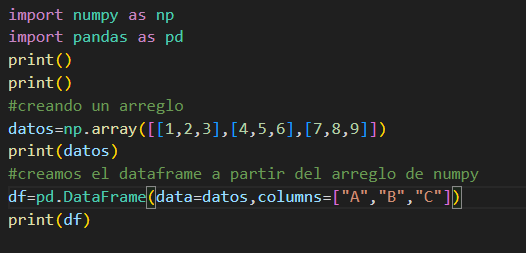 import numpy as np
import pandas as pd
print()
print()
#creando un arreglo
datos=np.array([[1,2,3],[4,5,6],[7,8,9]])
print(datos)
#creamos el dataframe a partir del arreglo de numpy
df=pd.DataFrame(data=datos,columns=["A","B","C"])
print(df)